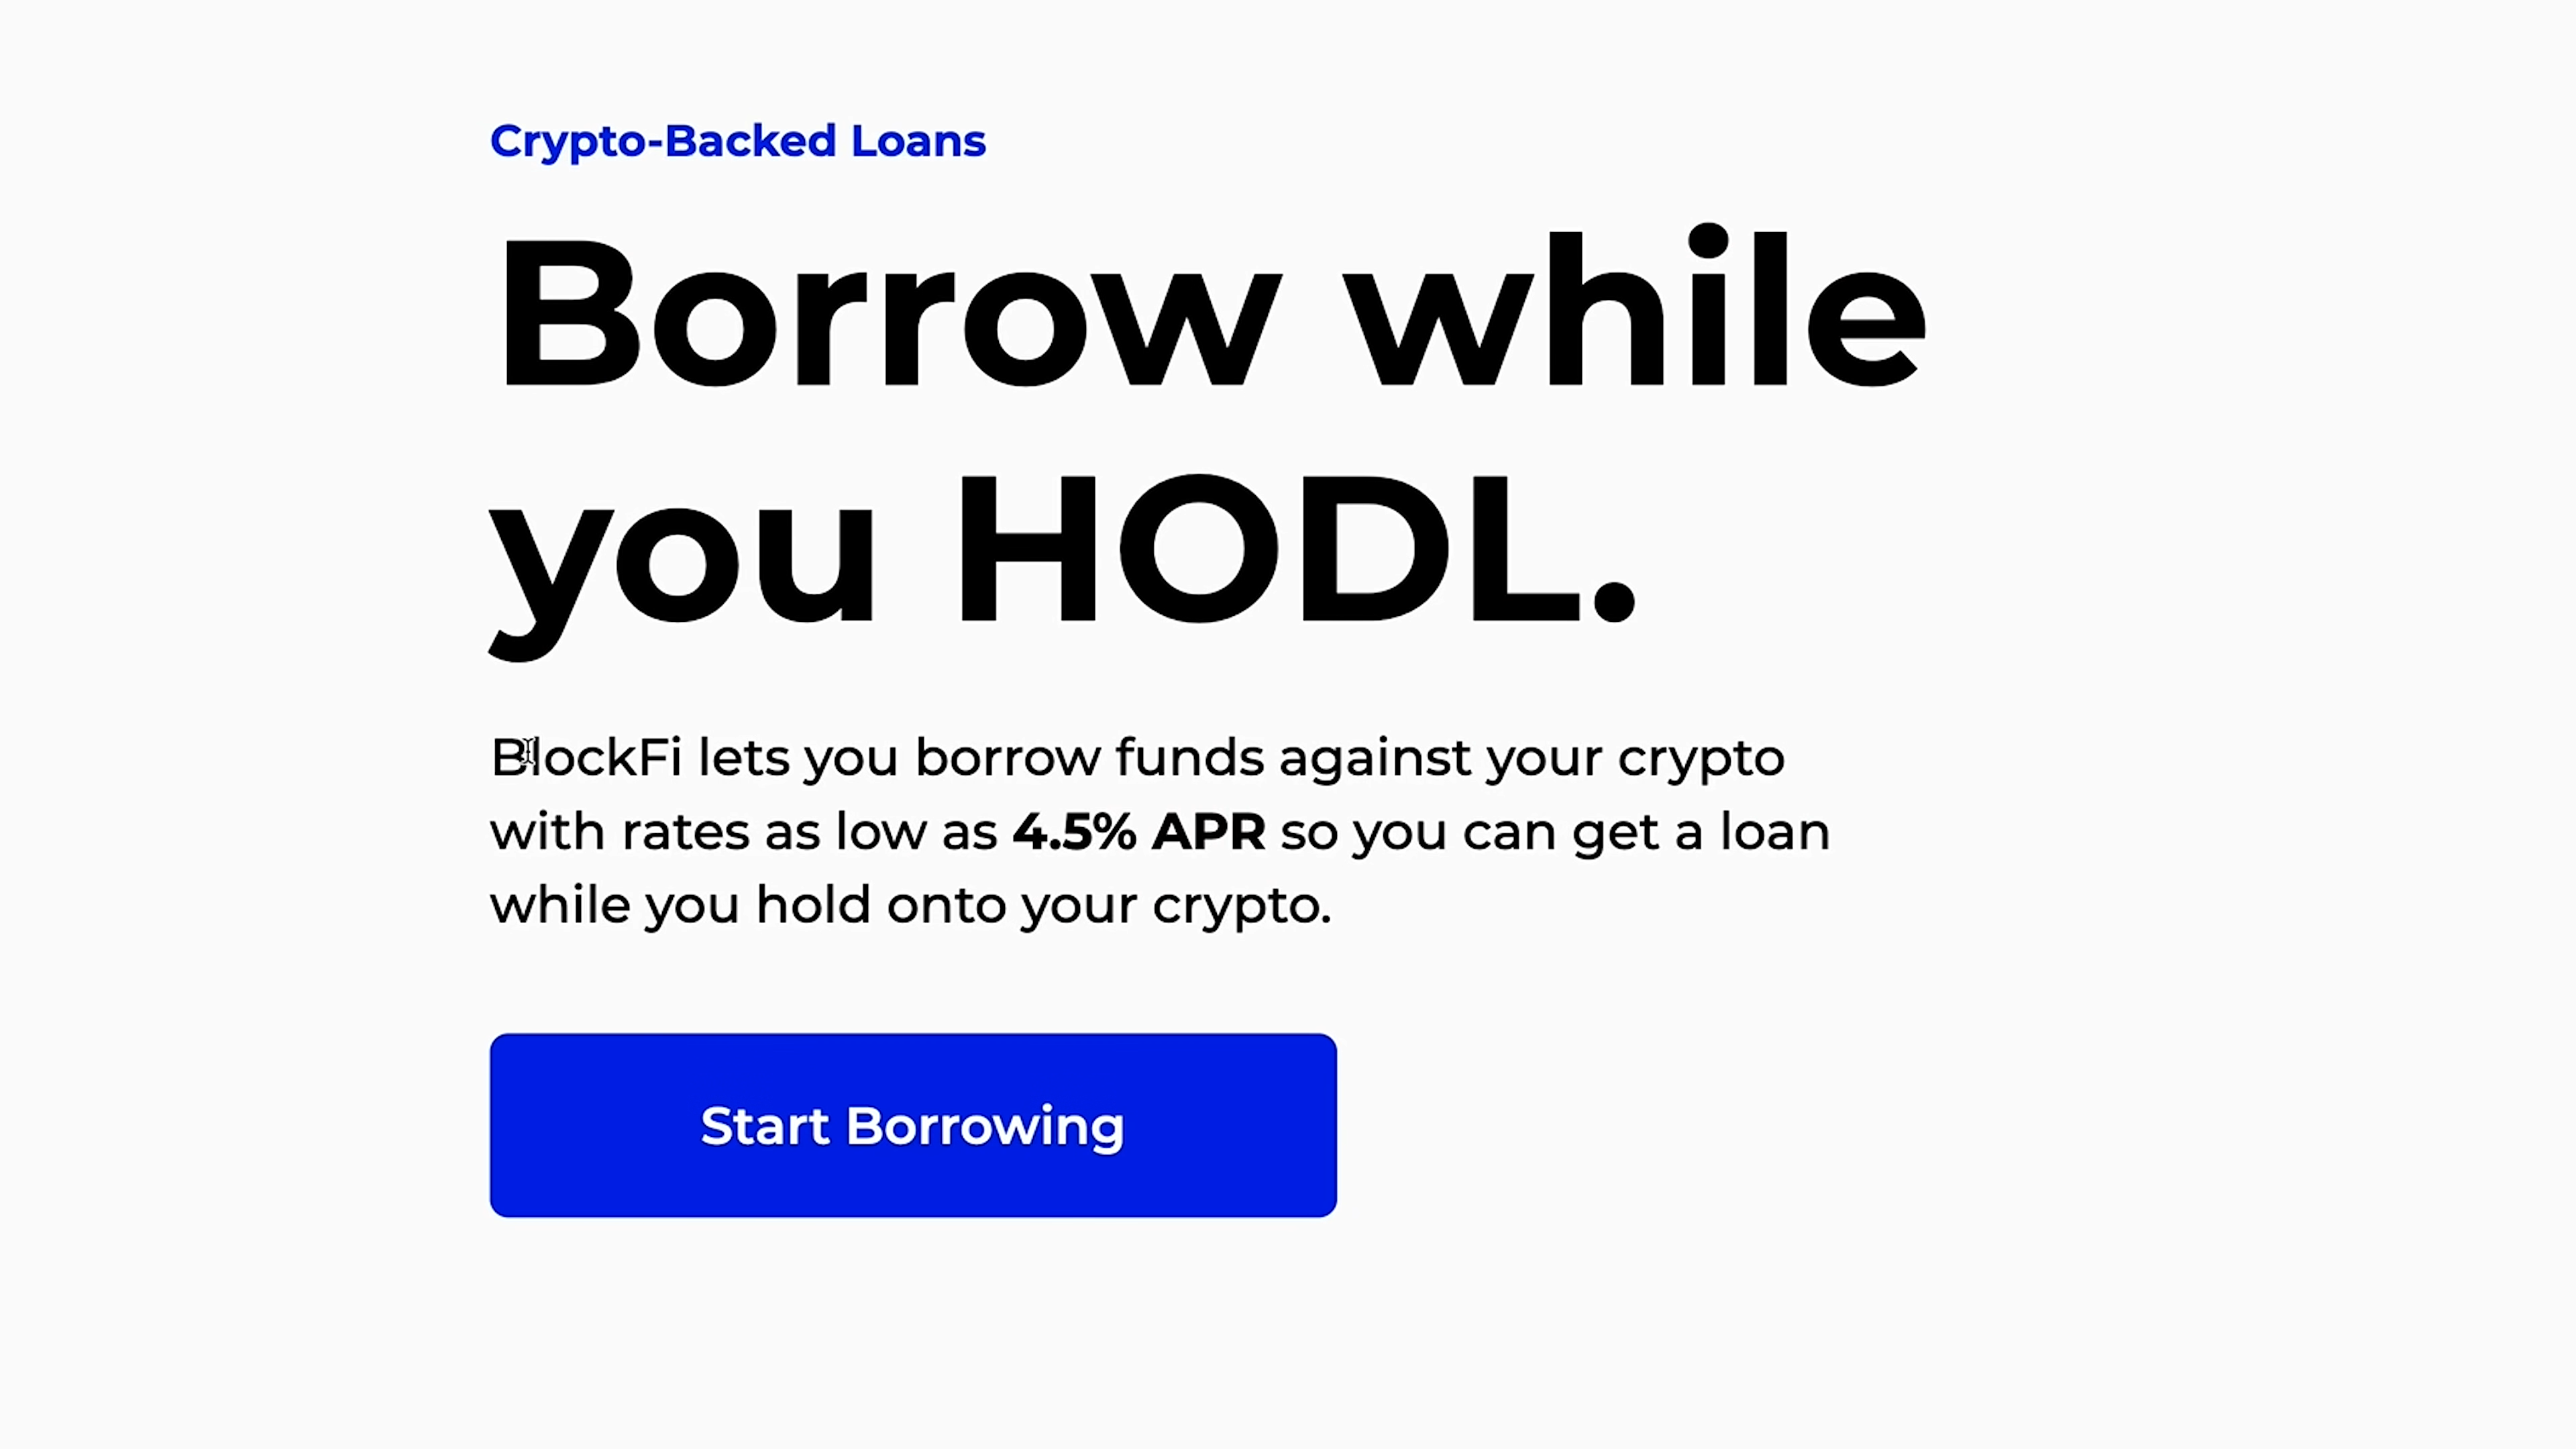 Crypto-Backed Loans
Borrow while
you HODL.
BlockFi lets you borrow funds against your crypto
with rates as low as 4.5% APR so you can get a loan
while you hold onto your crypto.
Start Borrowing